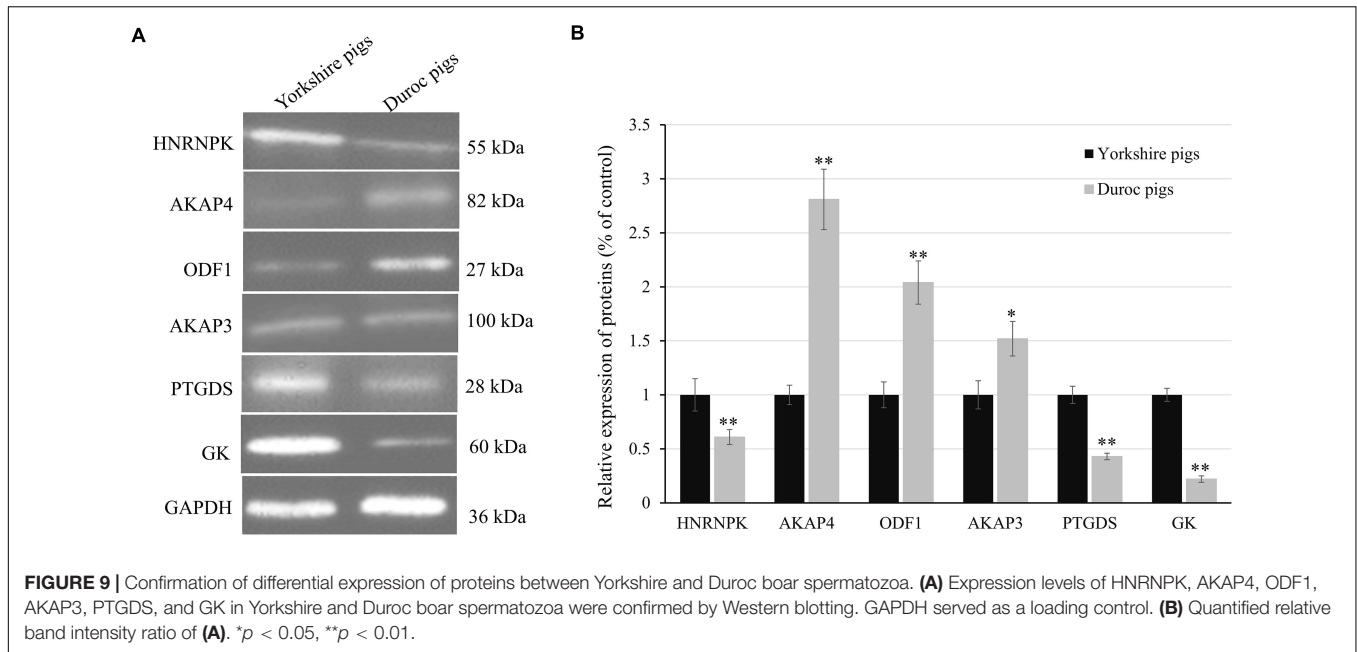 A
Yorkshire pigs
Duroc pigs
HNRNPK
55 kDa
AKAP4
82 kDa
ODF1
27 kDa
AKAP3
100 kDa
PTGDS
28 kDa
GK
60 kDa
GAPDH
36 kDa
B
Relative expression of proteins (% of control)
3.5
3
2.5
2
1.5
1
0.5
0
Yorkshire pigs
Duroc pigs
**
**
**
*
**
**
HNRNPK AKAP4 ODF1 AKAP3 PTGDS GK
FIGURE 9 | Confirmation of differential expression of proteins between Yorkshire and Duroc boar spermatozoa. (A) Expression levels of HNRNPK, AKAP4, ODF1,
AKAP3, PTGDS, and GK in Yorkshire and Duroc boar spermatozoa were confirmed by Western blotting. GAPDH served as a loading control. (B) Quantified relative
band intensity ratio of (A). *p < 0.05, **p < 0.01.